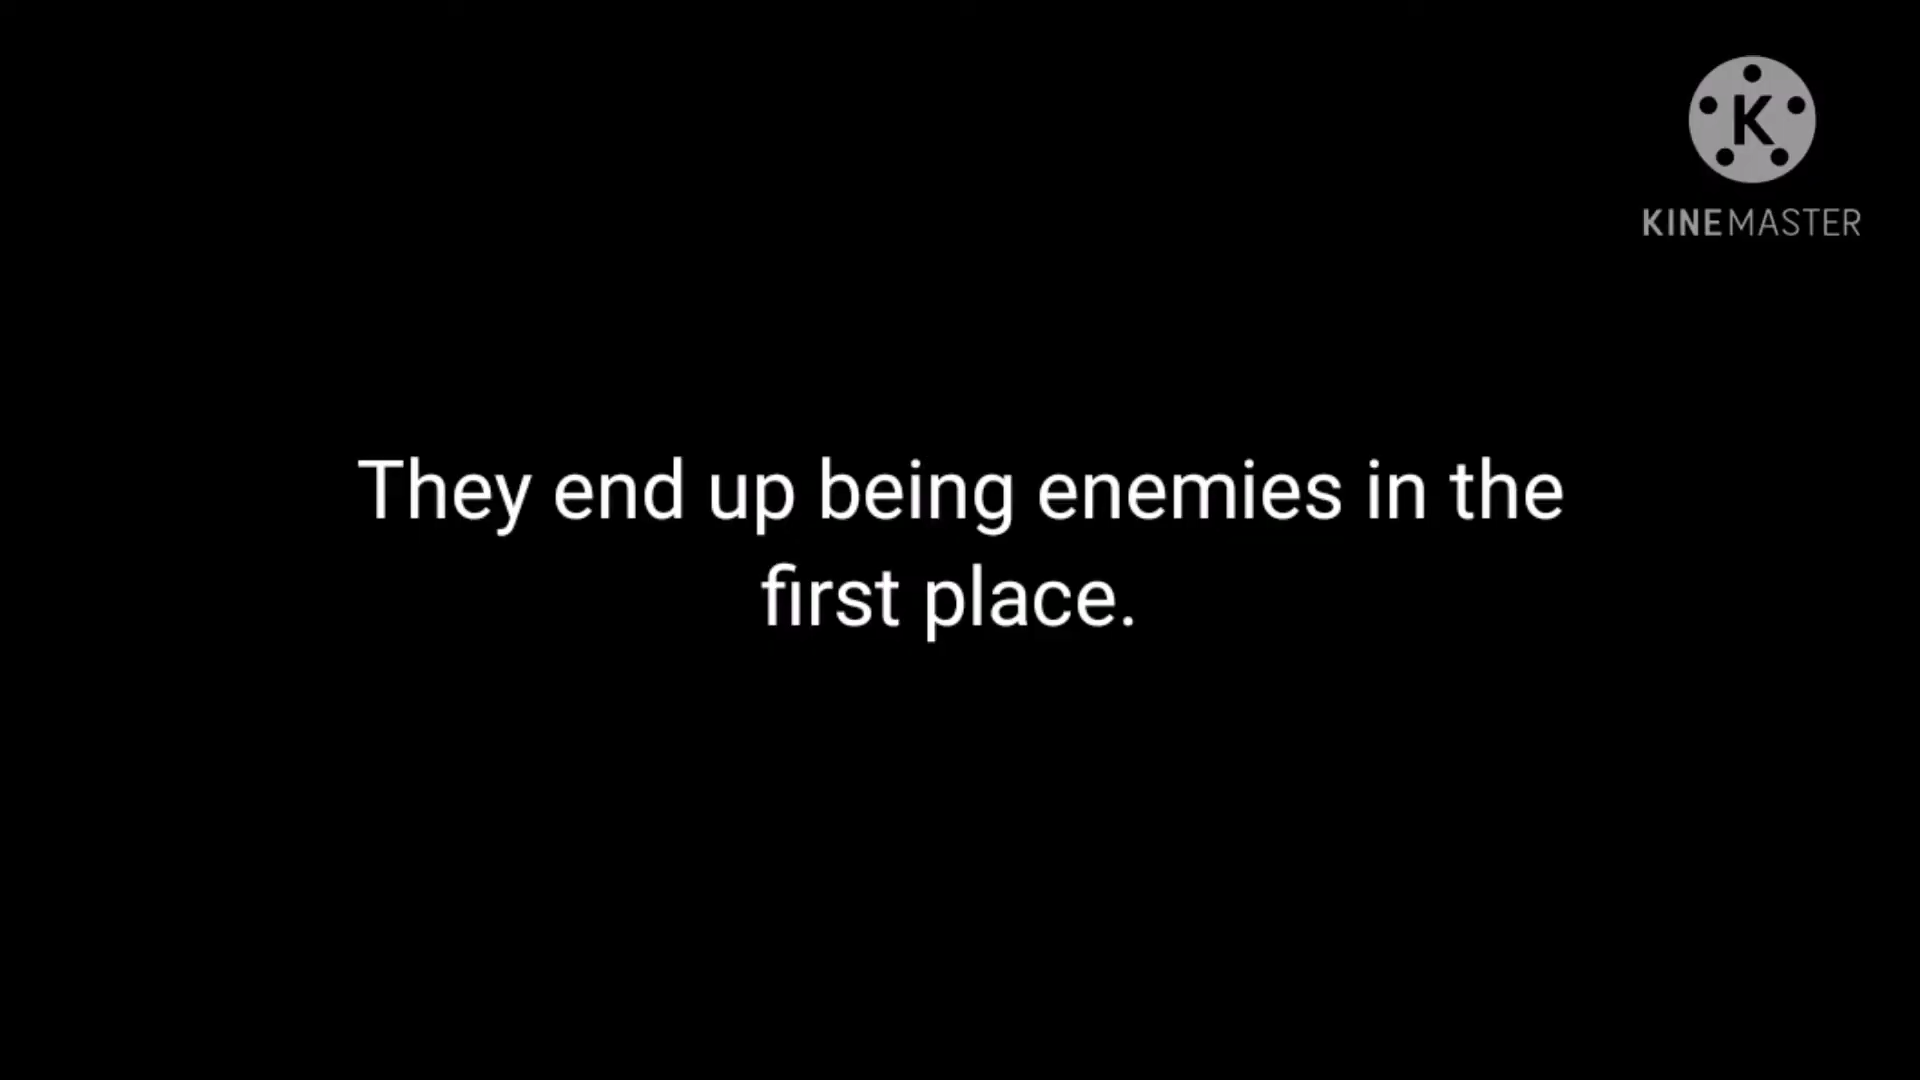 K
KINEMASTER
They end up being enemies in the
first place.